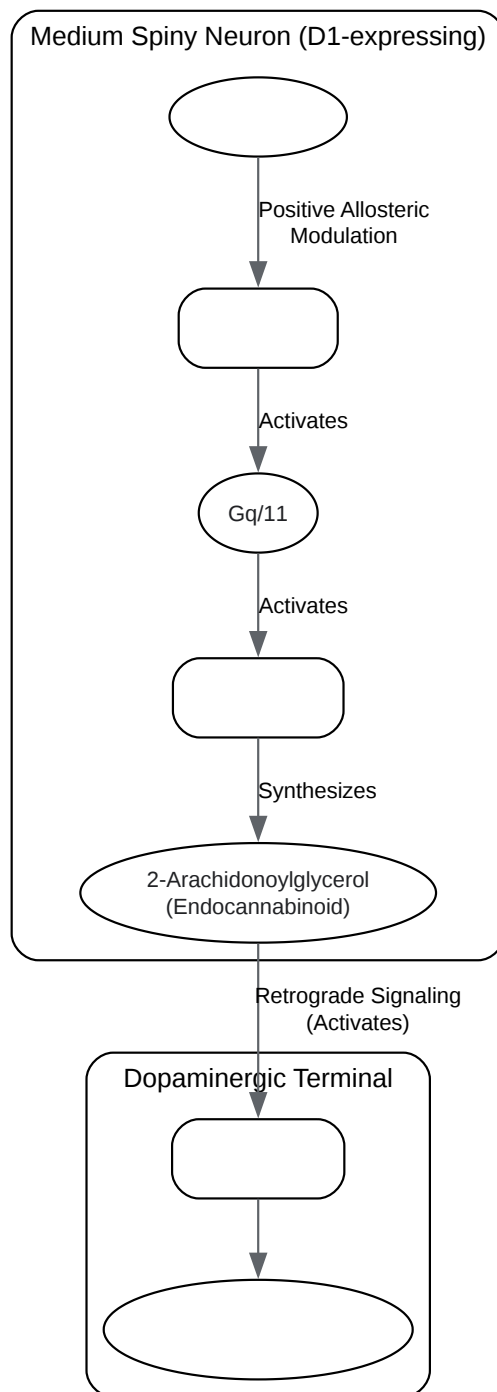 Medium Spiny Neuron (D1-expressing)
Positive Allosteric
Modulation
Activates
Gq/11
Activates
Synthesizes
2-Arachidonoylglycerol
(Endocannabinoid)
Retrograde Signaling
(Activates)
Dopaminergic Terminal